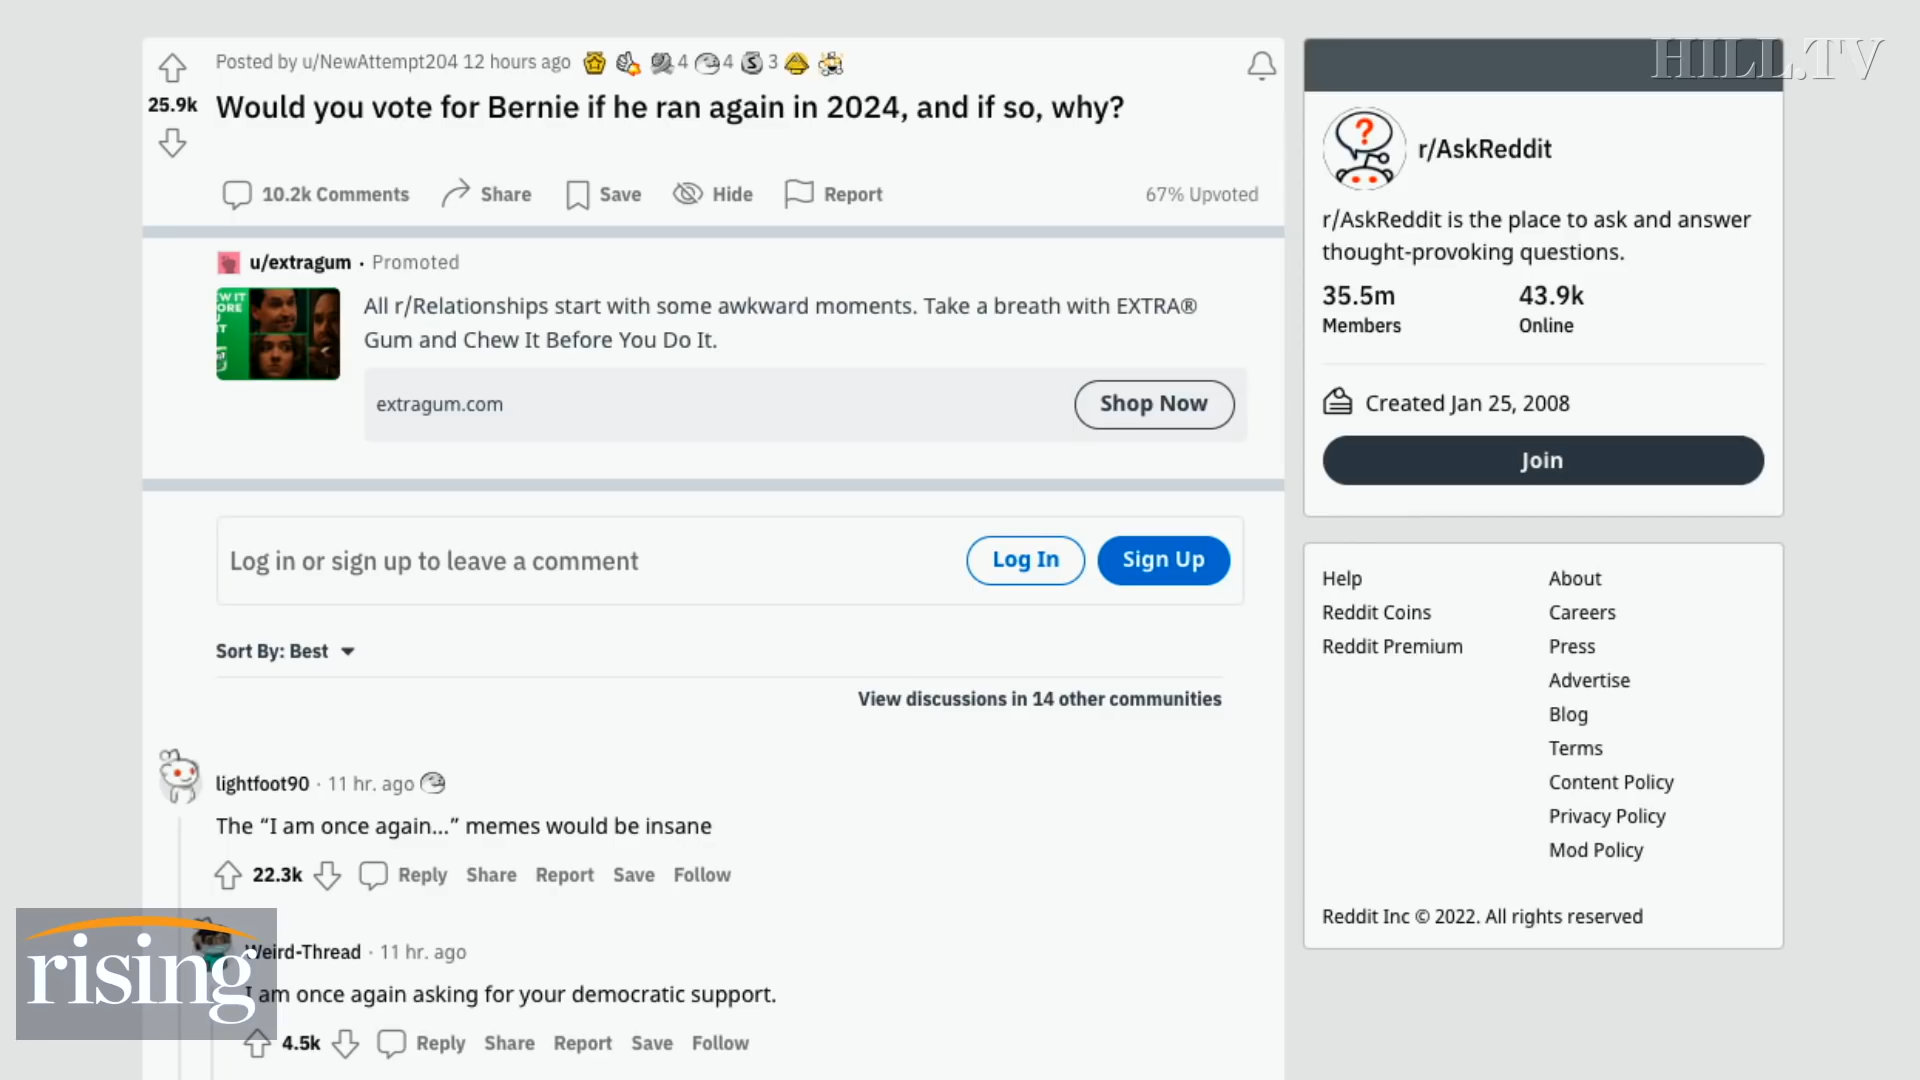 HILL.TV
Posted by u/NewAttempt204 12 hours ago 4 4 3
25.9k
Would you vote for Bernie if he ran again in 2024, and if so, why?
10.2k Comments Share Save Hide Report 67% Upvoted
u/extragum · Promoted
All r/Relationships start with some awkward moments. Take a breath with EXTRA®
Gum and Chew It Before You Do It.
extragum.com Shop Now
Log in or sign up to leave a comment Log In Sign Up
Sort By: Best
View discussions in 14 other communities
lightfoot90 · 11 hr. ago
The “I am once again...” memes would be insane
22.3k Reply Share Report Save Follow
Weird-Thread · 11 hr. ago
I am once again asking for your democratic support.
4.5k Reply Share Report Save Follow
rising
r/AskReddit
r/AskReddit is the place to ask and answer
thought-provoking questions.
35.5m 43.9k
Members Online
Created Jan 25, 2008
Join
Help About
Reddit Coins Careers
Reddit Premium Press
Advertise
Blog
Terms
Content Policy
Privacy Policy
Mod Policy
Reddit Inc © 2022. All rights reserved